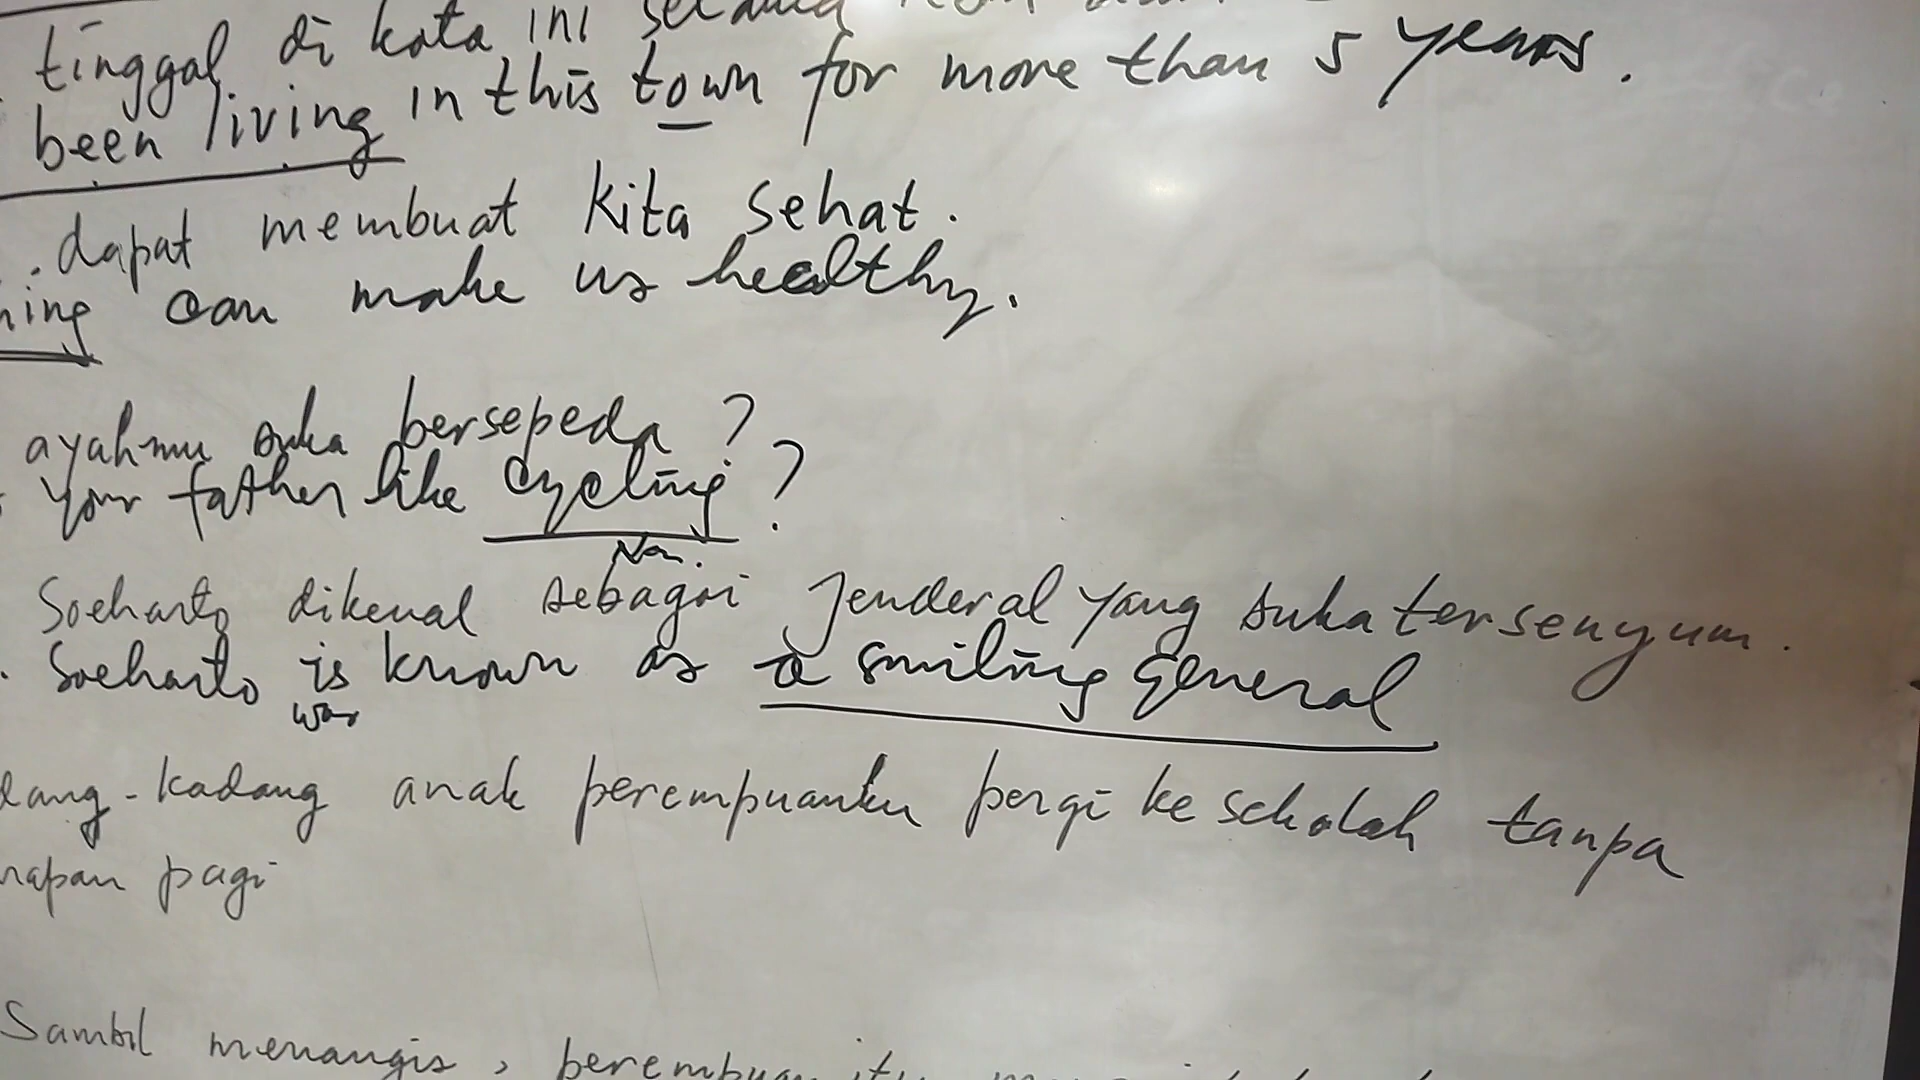 tinggal di kota ini
been living in this town for more than 5 years.
. dapat membuat kita sehat.
ning can make us healthy.
ayahmu suka bersepeda ?
your father like cycling ?
Soeharto dikenal sebagai Jenderal yang suka tersenyum.
. Soeharto is known as a smiling general
was
dang-kadang anak perempuanku pergi ke sekolah tanpa
rapan pagi
Sambil menangis, perempuan itu